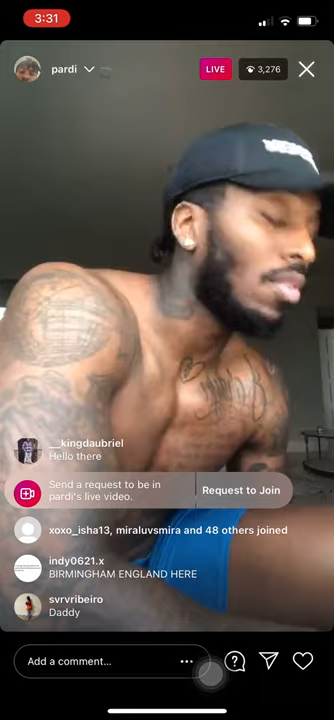 3:31
pardi
LIVE
3,276
__kingdaubriel
Hello there
Send a request to be in
pardi's live video.
Request to Join
xoxo_isha13, miraluvsmira and 48 others joined
indy0621.x
BIRMINGHAM ENGLAND HERE
svrvribeiro
Daddy
Add a comment...